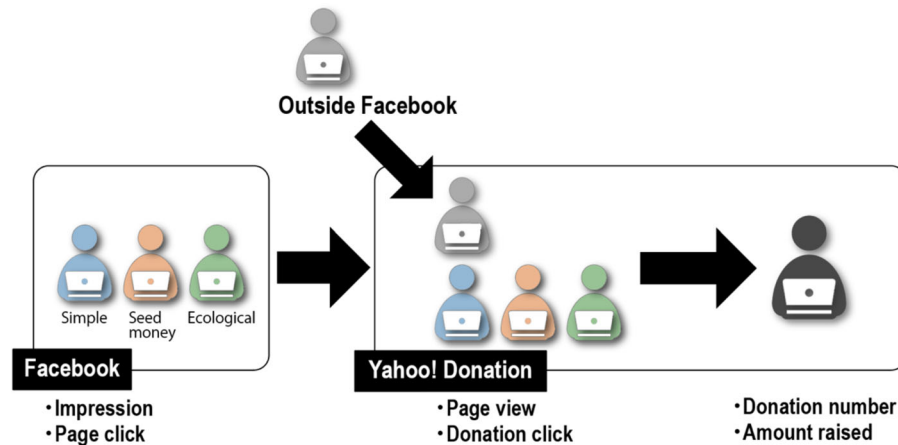 Outside Facebook
Simple
Seed
money
Ecological
Facebook
・Impression
・Page click
Yahoo! Donation
・Page view
・Donation click
・Donation number
・Amount raised